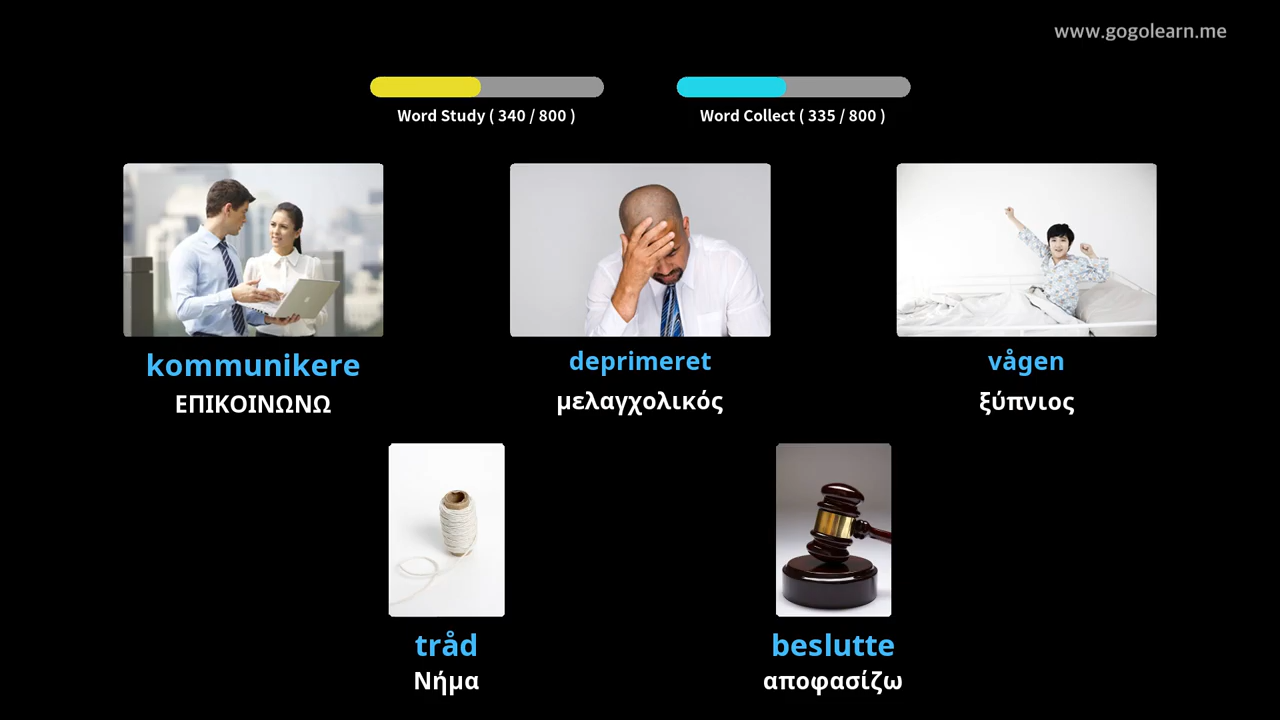 www.gogolearn.me
Word Study ( 340 / 800 )
Word Collect ( 335 / 800 )
kommunikere
ΕΠΙΚΟΙΝΩΝΩ
deprimeret
μελαγχολικός
vågen
ξύπνιος
tråd
Νήμα
beslutte
αποφασίζω